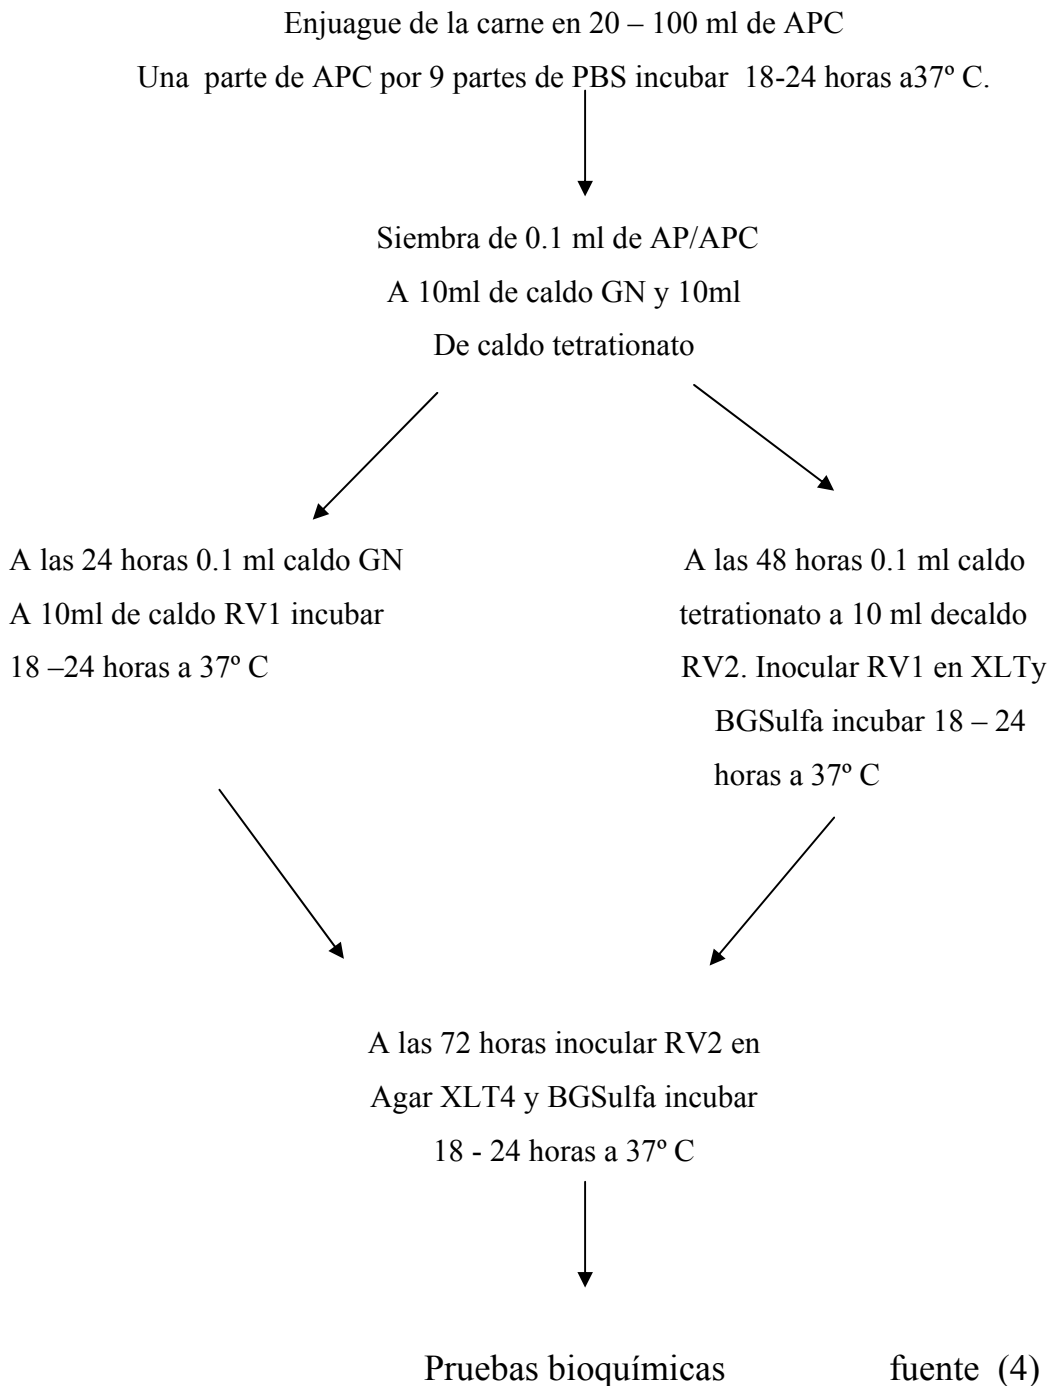 Enjuague de la carne en 20 – 100 ml de APC
Una parte de APC por 9 partes de PBS incubar 18-24 horas a37º C.
Siembra de 0.1 ml de AP/APC
A 10ml de caldo GN y 10ml
De caldo tetrationato
A las 24 horas 0.1 ml caldo GN
A 10ml de caldo RV1 incubar
18 –24 horas a 37º C
A las 48 horas 0.1 ml caldo
tetrationato a 10 ml decaldo
RV2. Inocular RV1 en XLTy
BGSulfa incubar 18 – 24
horas a 37º C
A las 72 horas inocular RV2 en
Agar XLT4 y BGSulfa incubar
18 - 24 horas a 37º C
Pruebas bioquímicas fuente (4)